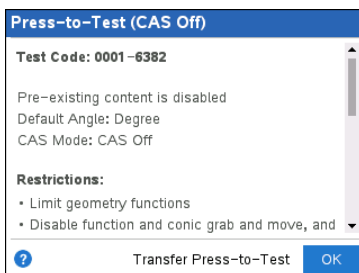 Press-to-Test (CAS Off)
Test Code: 0001-6382
Pre-existing content is disabled
Default Angle: Degree
CAS Mode: CAS Off
Restrictions:
• Limit geometry functions
• Disable function and conic grab and move, and
? Transfer Press-to-Test OK